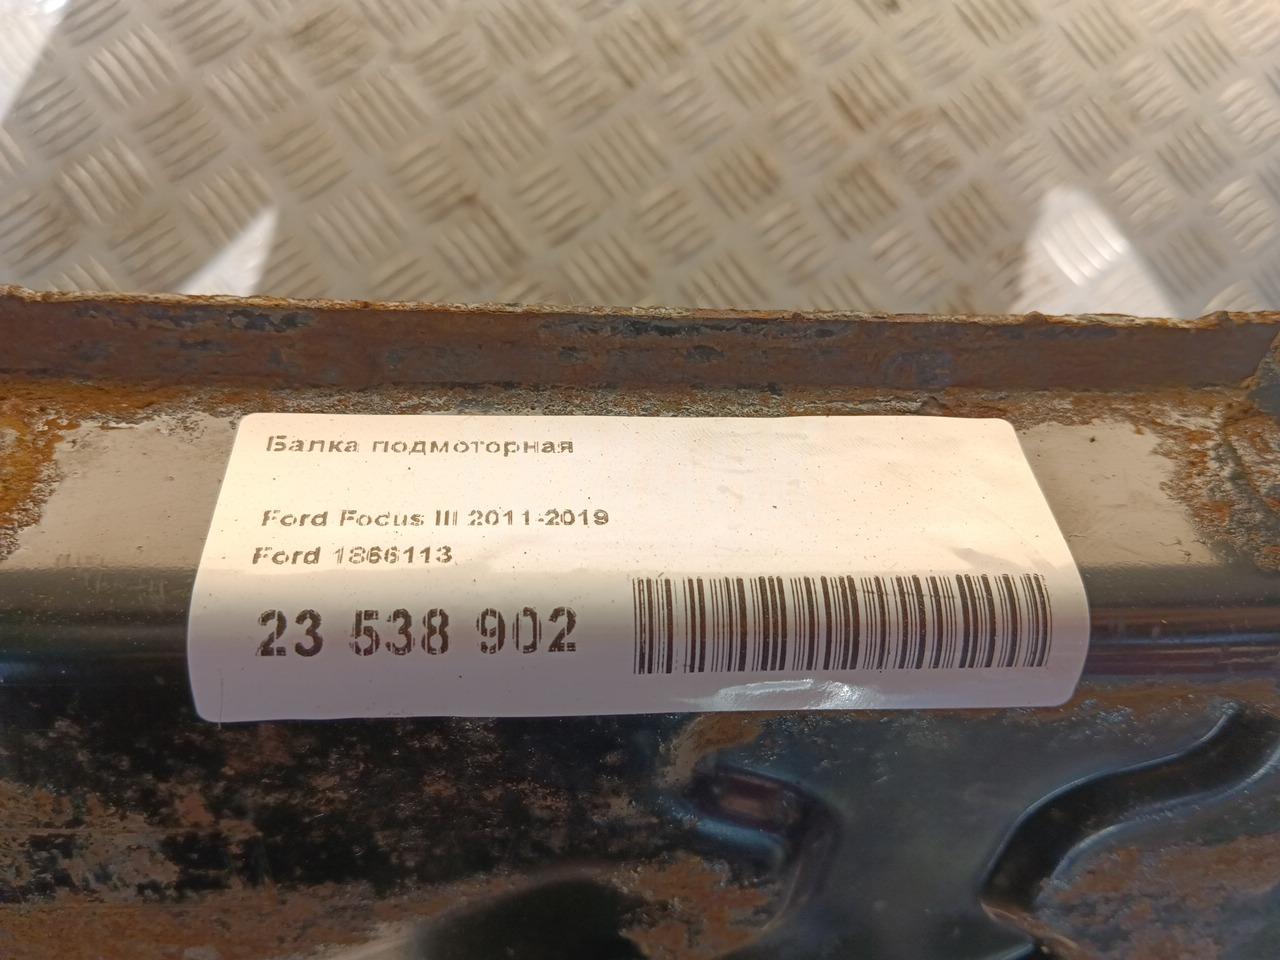 Балка подмоторная
Ford Focus III 2011-2019
Ford 1866113
23 538 902